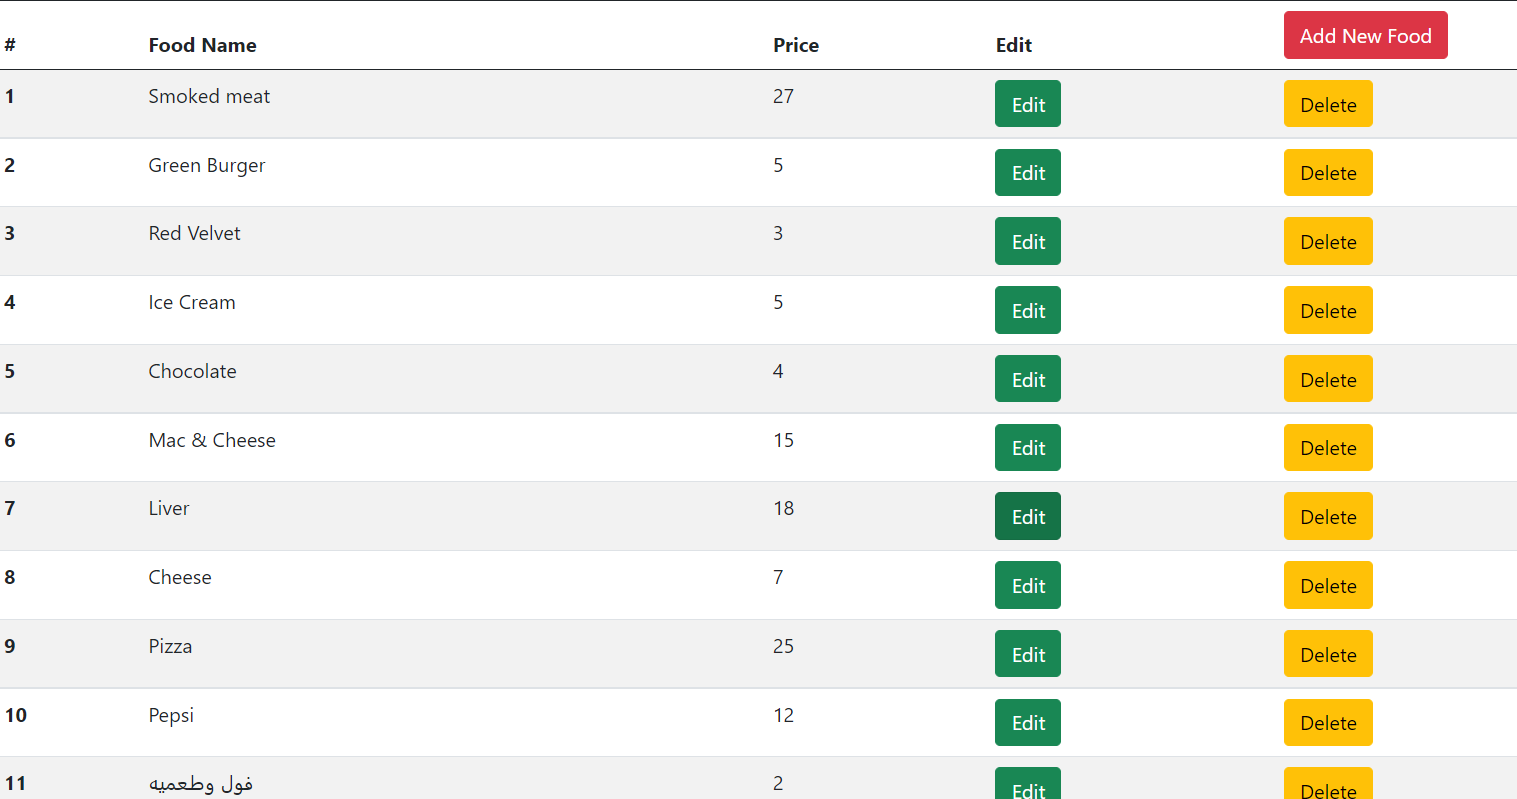 # Food Name Price Edit Add New Food
1 Smoked meat 27 Edit Delete
2 Green Burger 5 Edit Delete
3 Red Velvet 3 Edit Delete
4 Ice Cream 5 Edit Delete
5 Chocolate 4 Edit Delete
6 Mac & Cheese 15 Edit Delete
7 Liver 18 Edit Delete
8 Cheese 7 Edit Delete
9 Pizza 25 Edit Delete
10 Pepsi 12 Edit Delete
11 فول وطعميه 2 Edit Delete